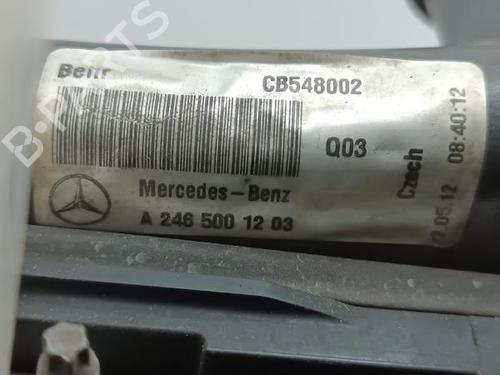 Behr
CB548002
Q03
Mercedes-Benz
A 246 500 12 03
Czech
08:40:12
B-PARTS